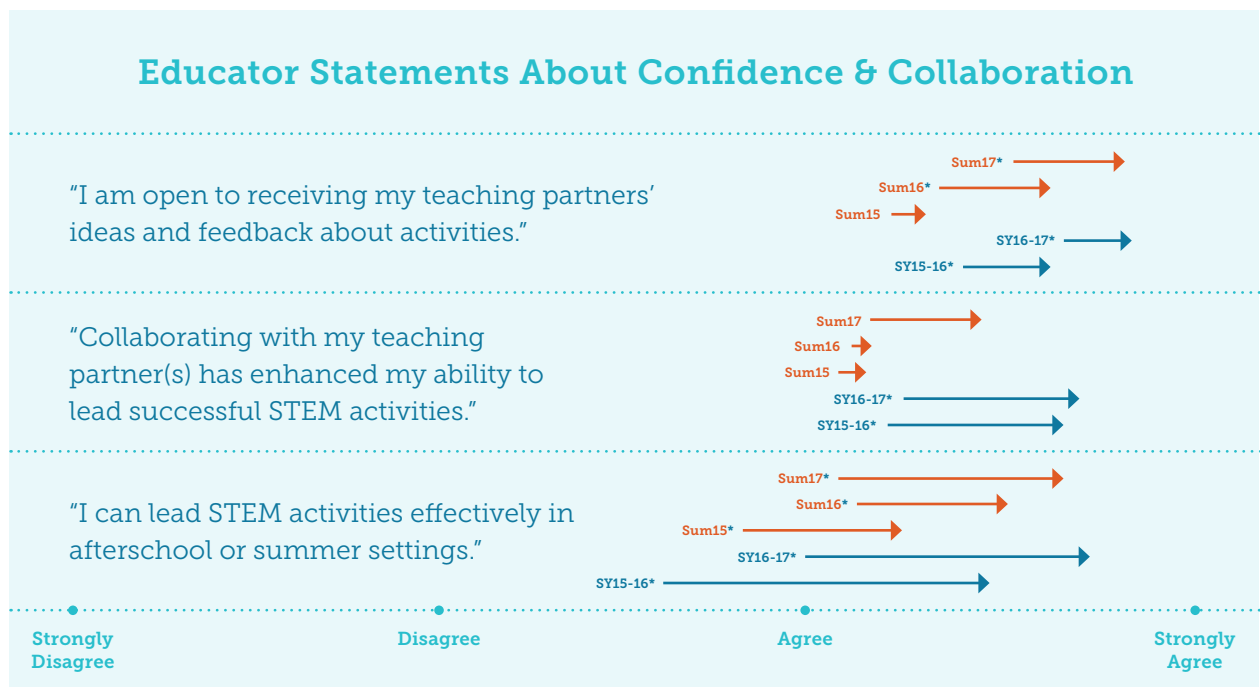 Educator Statements About Confidence & Collaboration
“I am open to receiving my teaching partners’
ideas and feedback about activities.”
Sum17*
Sum16*
Sum15
SY16-17*
SY15-16*
“Collaborating with my teaching
partner(s) has enhanced my ability to
lead successful STEM activities.”
Sum17
Sum16
Sum15
SY16-17*
SY15-16*
“I can lead STEM activities effectively in
afterschool or summer settings.”
Sum17*
Sum16*
Sum15*
SY16-17*
SY15-16*
Strongly
Disagree
Disagree
Agree
Strongly
Agree